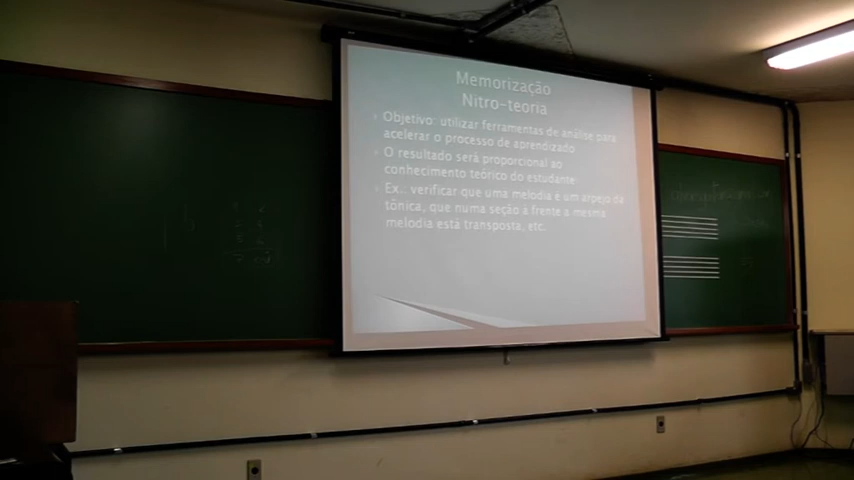 Memorização
Nitro-teoria
Objetivo: utilizar ferramentas de análise para
acelerar o processo de aprendizado
O resultado será proporcional ao
conhecimento teórico do estudante
Ex.: verificar que uma melodia é um arpejo da
tônica, que numa seção à frente a mesma
melodia está transposta, etc.